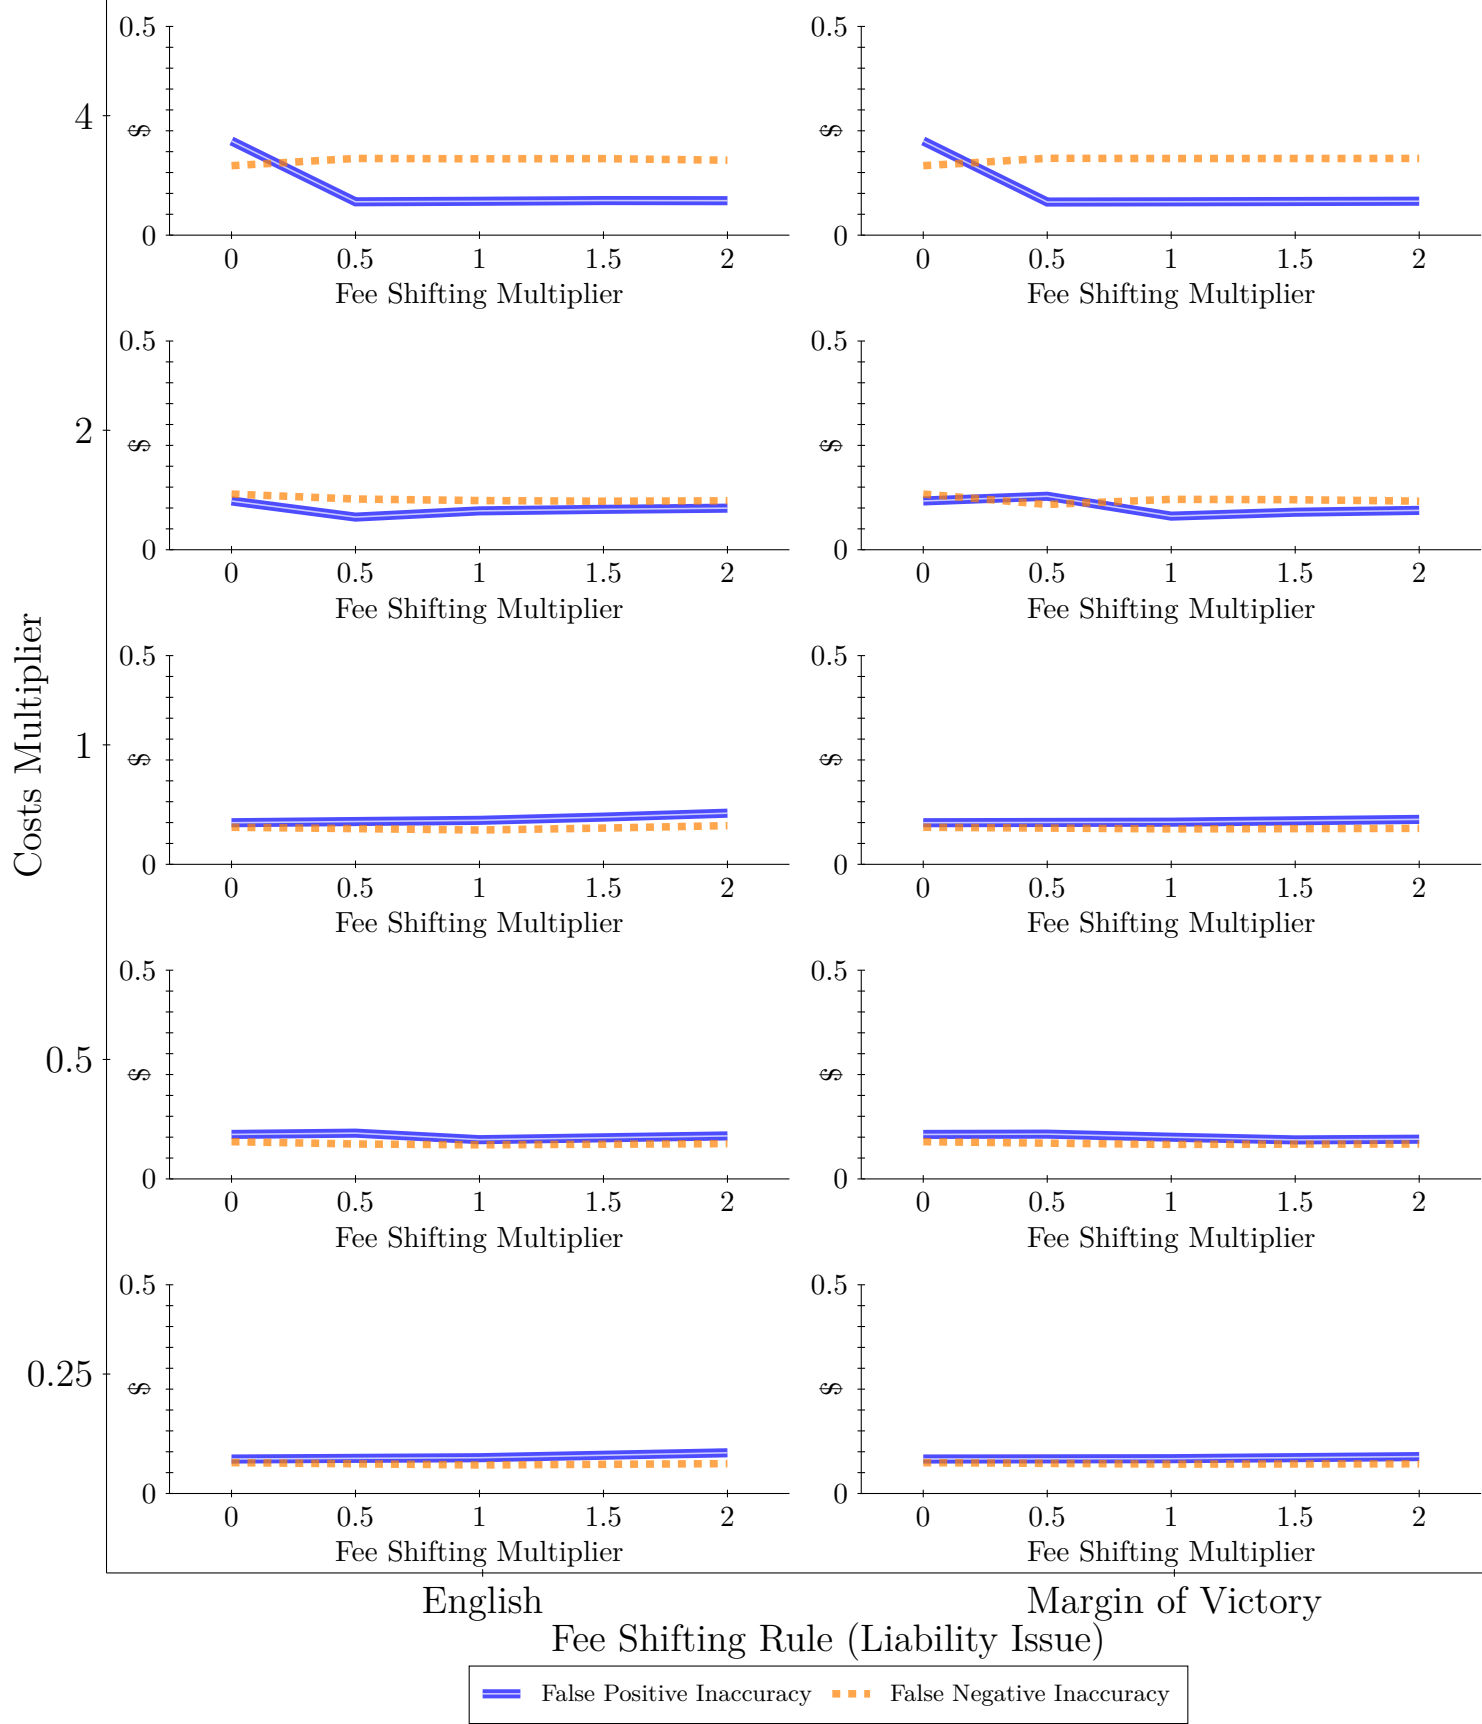 Costs Multiplier
4
0.5
$
0
0 0.5 1 1.5 2
Fee Shifting Multiplier
0.5
$
0
0 0.5 1 1.5 2
Fee Shifting Multiplier
2
0.5
$
0
0 0.5 1 1.5 2
Fee Shifting Multiplier
0.5
$
0
0 0.5 1 1.5 2
Fee Shifting Multiplier
1
0.5
$
0
0 0.5 1 1.5 2
Fee Shifting Multiplier
0.5
$
0
0 0.5 1 1.5 2
Fee Shifting Multiplier
0.5
0.5
$
0
0 0.5 1 1.5 2
Fee Shifting Multiplier
0.5
$
0
0 0.5 1 1.5 2
Fee Shifting Multiplier
0.25
0.5
$
0
0 0.5 1 1.5 2
Fee Shifting Multiplier
0.5
$
0
0 0.5 1 1.5 2
Fee Shifting Multiplier
English
Margin of Victory
Fee Shifting Rule (Liability Issue)
False Positive Inaccuracy
False Negative Inaccuracy